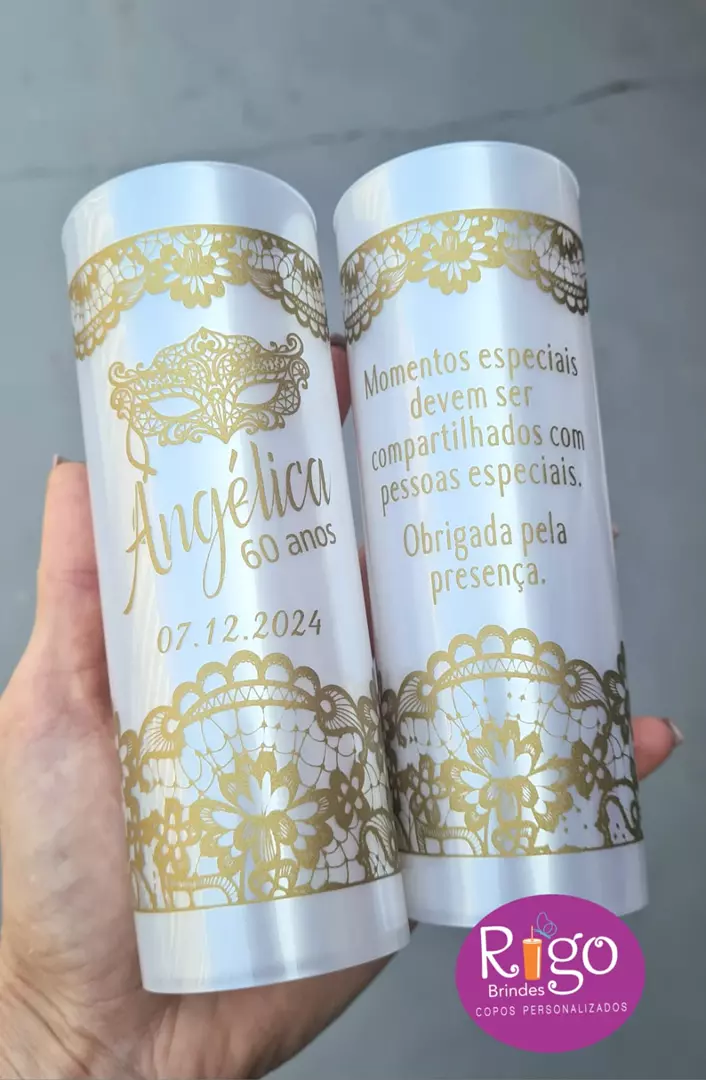 Angélica
60 anos
07.12.2024
Momentos especiais
devem ser
compartilhados com
pessoas especiais.
Obrigada pela
presença.
Rigo
Brindes
COPOS PERSONALIZADOS